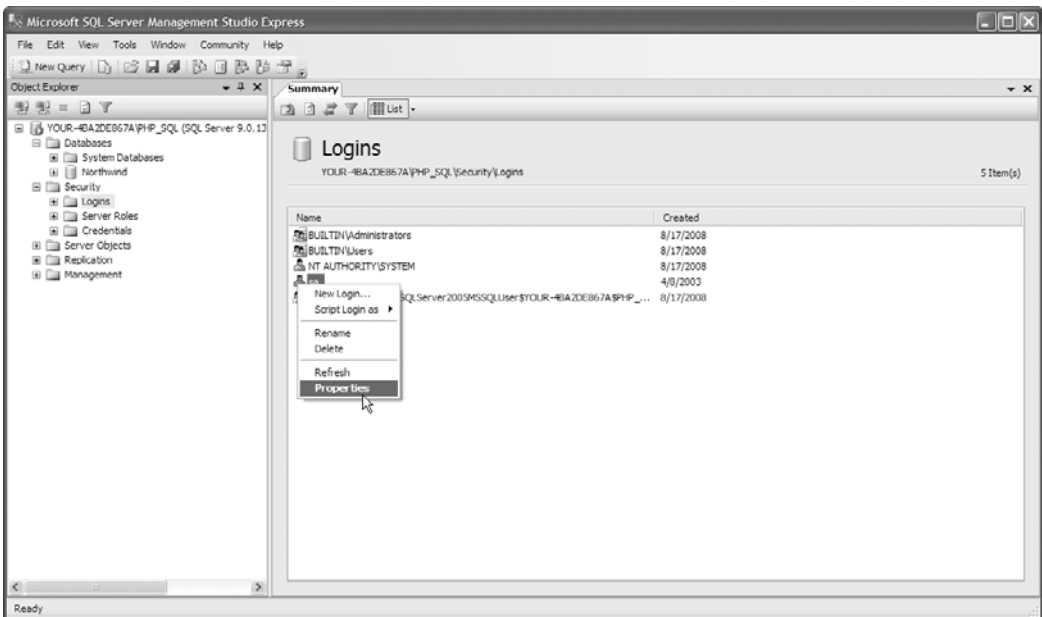 Microsoft SQL Server Management Studio Express
File Edit View Tools Window Community Help
New Query
Object Explorer
Summary
List
YOUR-4BA2DE867A\PHP_SQL (SQL Server 9.0.13
Databases
System Databases
Northwind
Security
Logins
Server Roles
Credentials
Server Objects
Replication
Management
Logins
YOUR-4BA2DE867A\PHP_SQL\Security\Logins
5 Item(s)
Name Created
BUILTIN\Administrators 8/17/2008
BUILTIN\Users 8/17/2008
NT AUTHORITY\SYSTEM 8/17/2008
4/8/2003
SQLServer2005MSSQLUser$YOUR-4BA2DE867A$PHP_... 8/17/2008
New Login...
Script Login as
Rename
Delete
Refresh
Properties
Ready